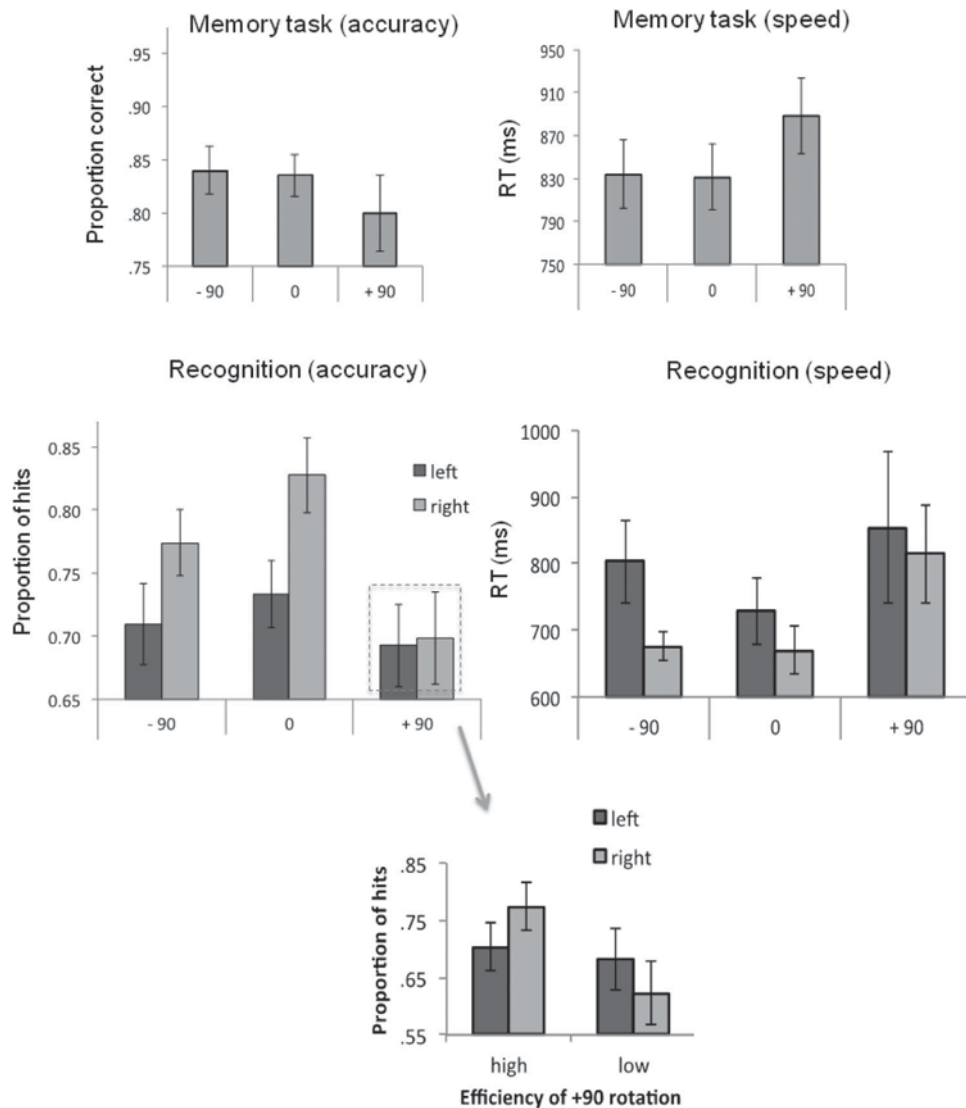 Memory task (accuracy)
Proportion correct
.95
.90
.85
.80
.75
- 90
0
+ 90
Memory task (speed)
RT (ms)
950
910
870
830
790
750
- 90
0
+ 90
Recognition (accuracy)
Proportion of hits
0.85
0.80
0.75
0.70
0.65
left
right
- 90
0
+ 90
Recognition (speed)
RT (ms)
1000
900
800
700
600
- 90
0
+ 90
left
right
Proportion of hits
.85
.75
.65
.55
high
low
Efficiency of +90 rotation